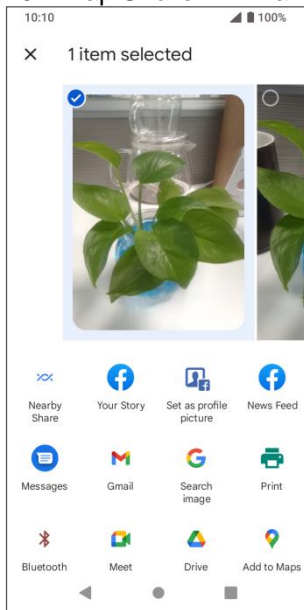 10:10
100%
1 item selected
Nearby
Share
Your Story
Set as profile
picture
News Feed
Messages
Gmail
Search
image
Print
Bluetooth
Meet
Drive
Add to Maps